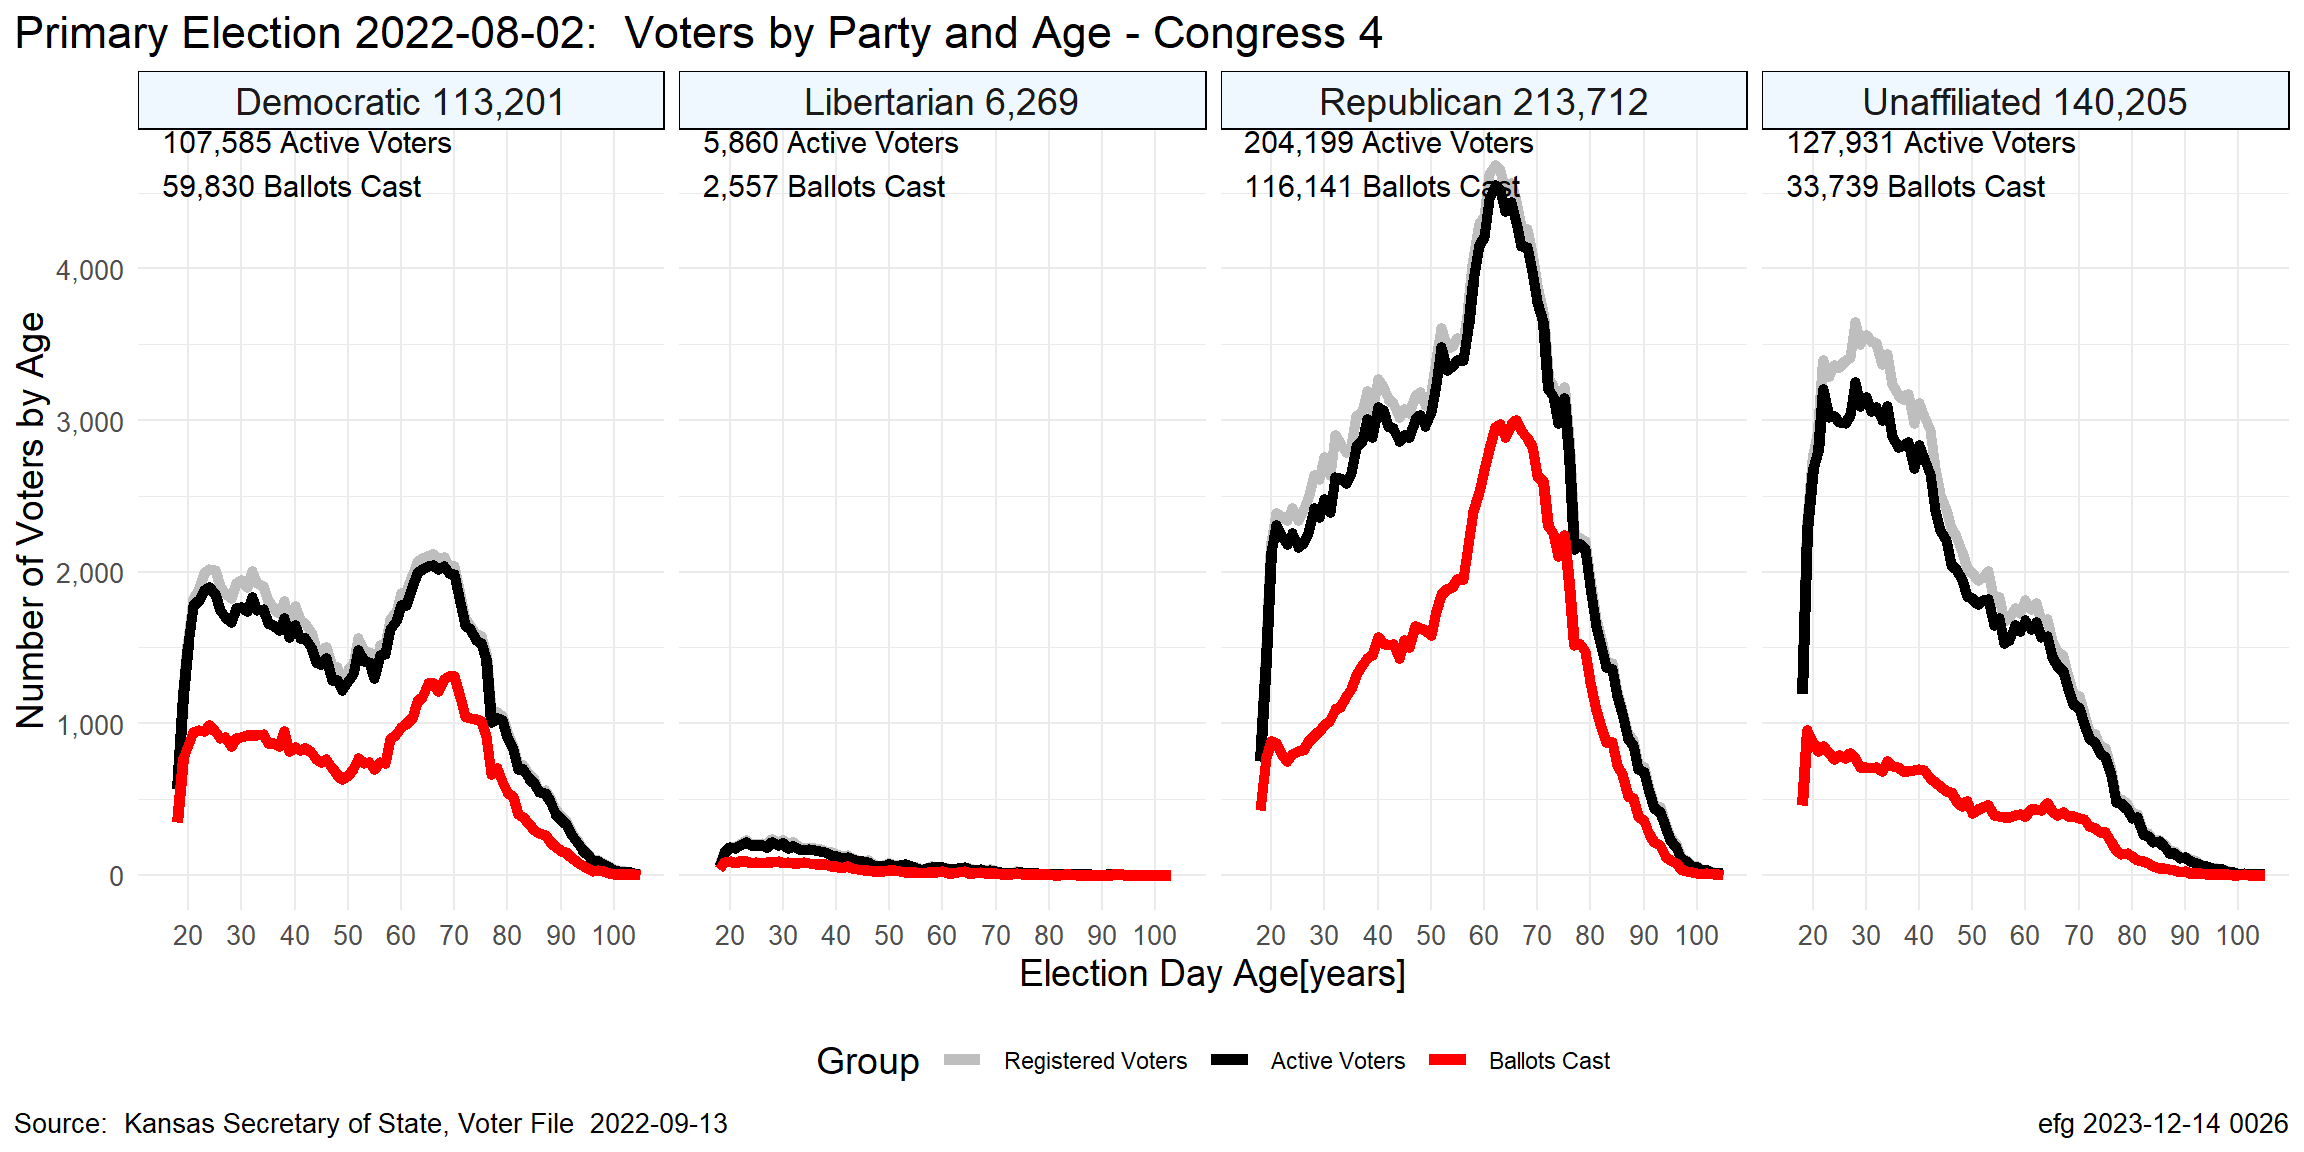 Primary Election 2022-08-02:  Voters by Party and Age - Congress 4
Democratic 113,201
Libertarian 6,269
Republican 213,712
Unaffiliated 140,205
107,585 Active Voters
59,830 Ballots Cast
5,860 Active Voters
2,557 Ballots Cast
204,199 Active Voters
116,141 Ballots Cast
127,931 Active Voters
33,739 Ballots Cast
Number of Voters by Age
4,000
3,000
2,000
1,000
0
20 30 40 50 60 70 80 90 100
20 30 40 50 60 70 80 90 100
20 30 40 50 60 70 80 90 100
20 30 40 50 60 70 80 90 100
Election Day Age[years]
Group Registered Voters Active Voters Ballots Cast
Source:  Kansas Secretary of State, Voter File  2022-09-13
efg 2023-12-14 0026